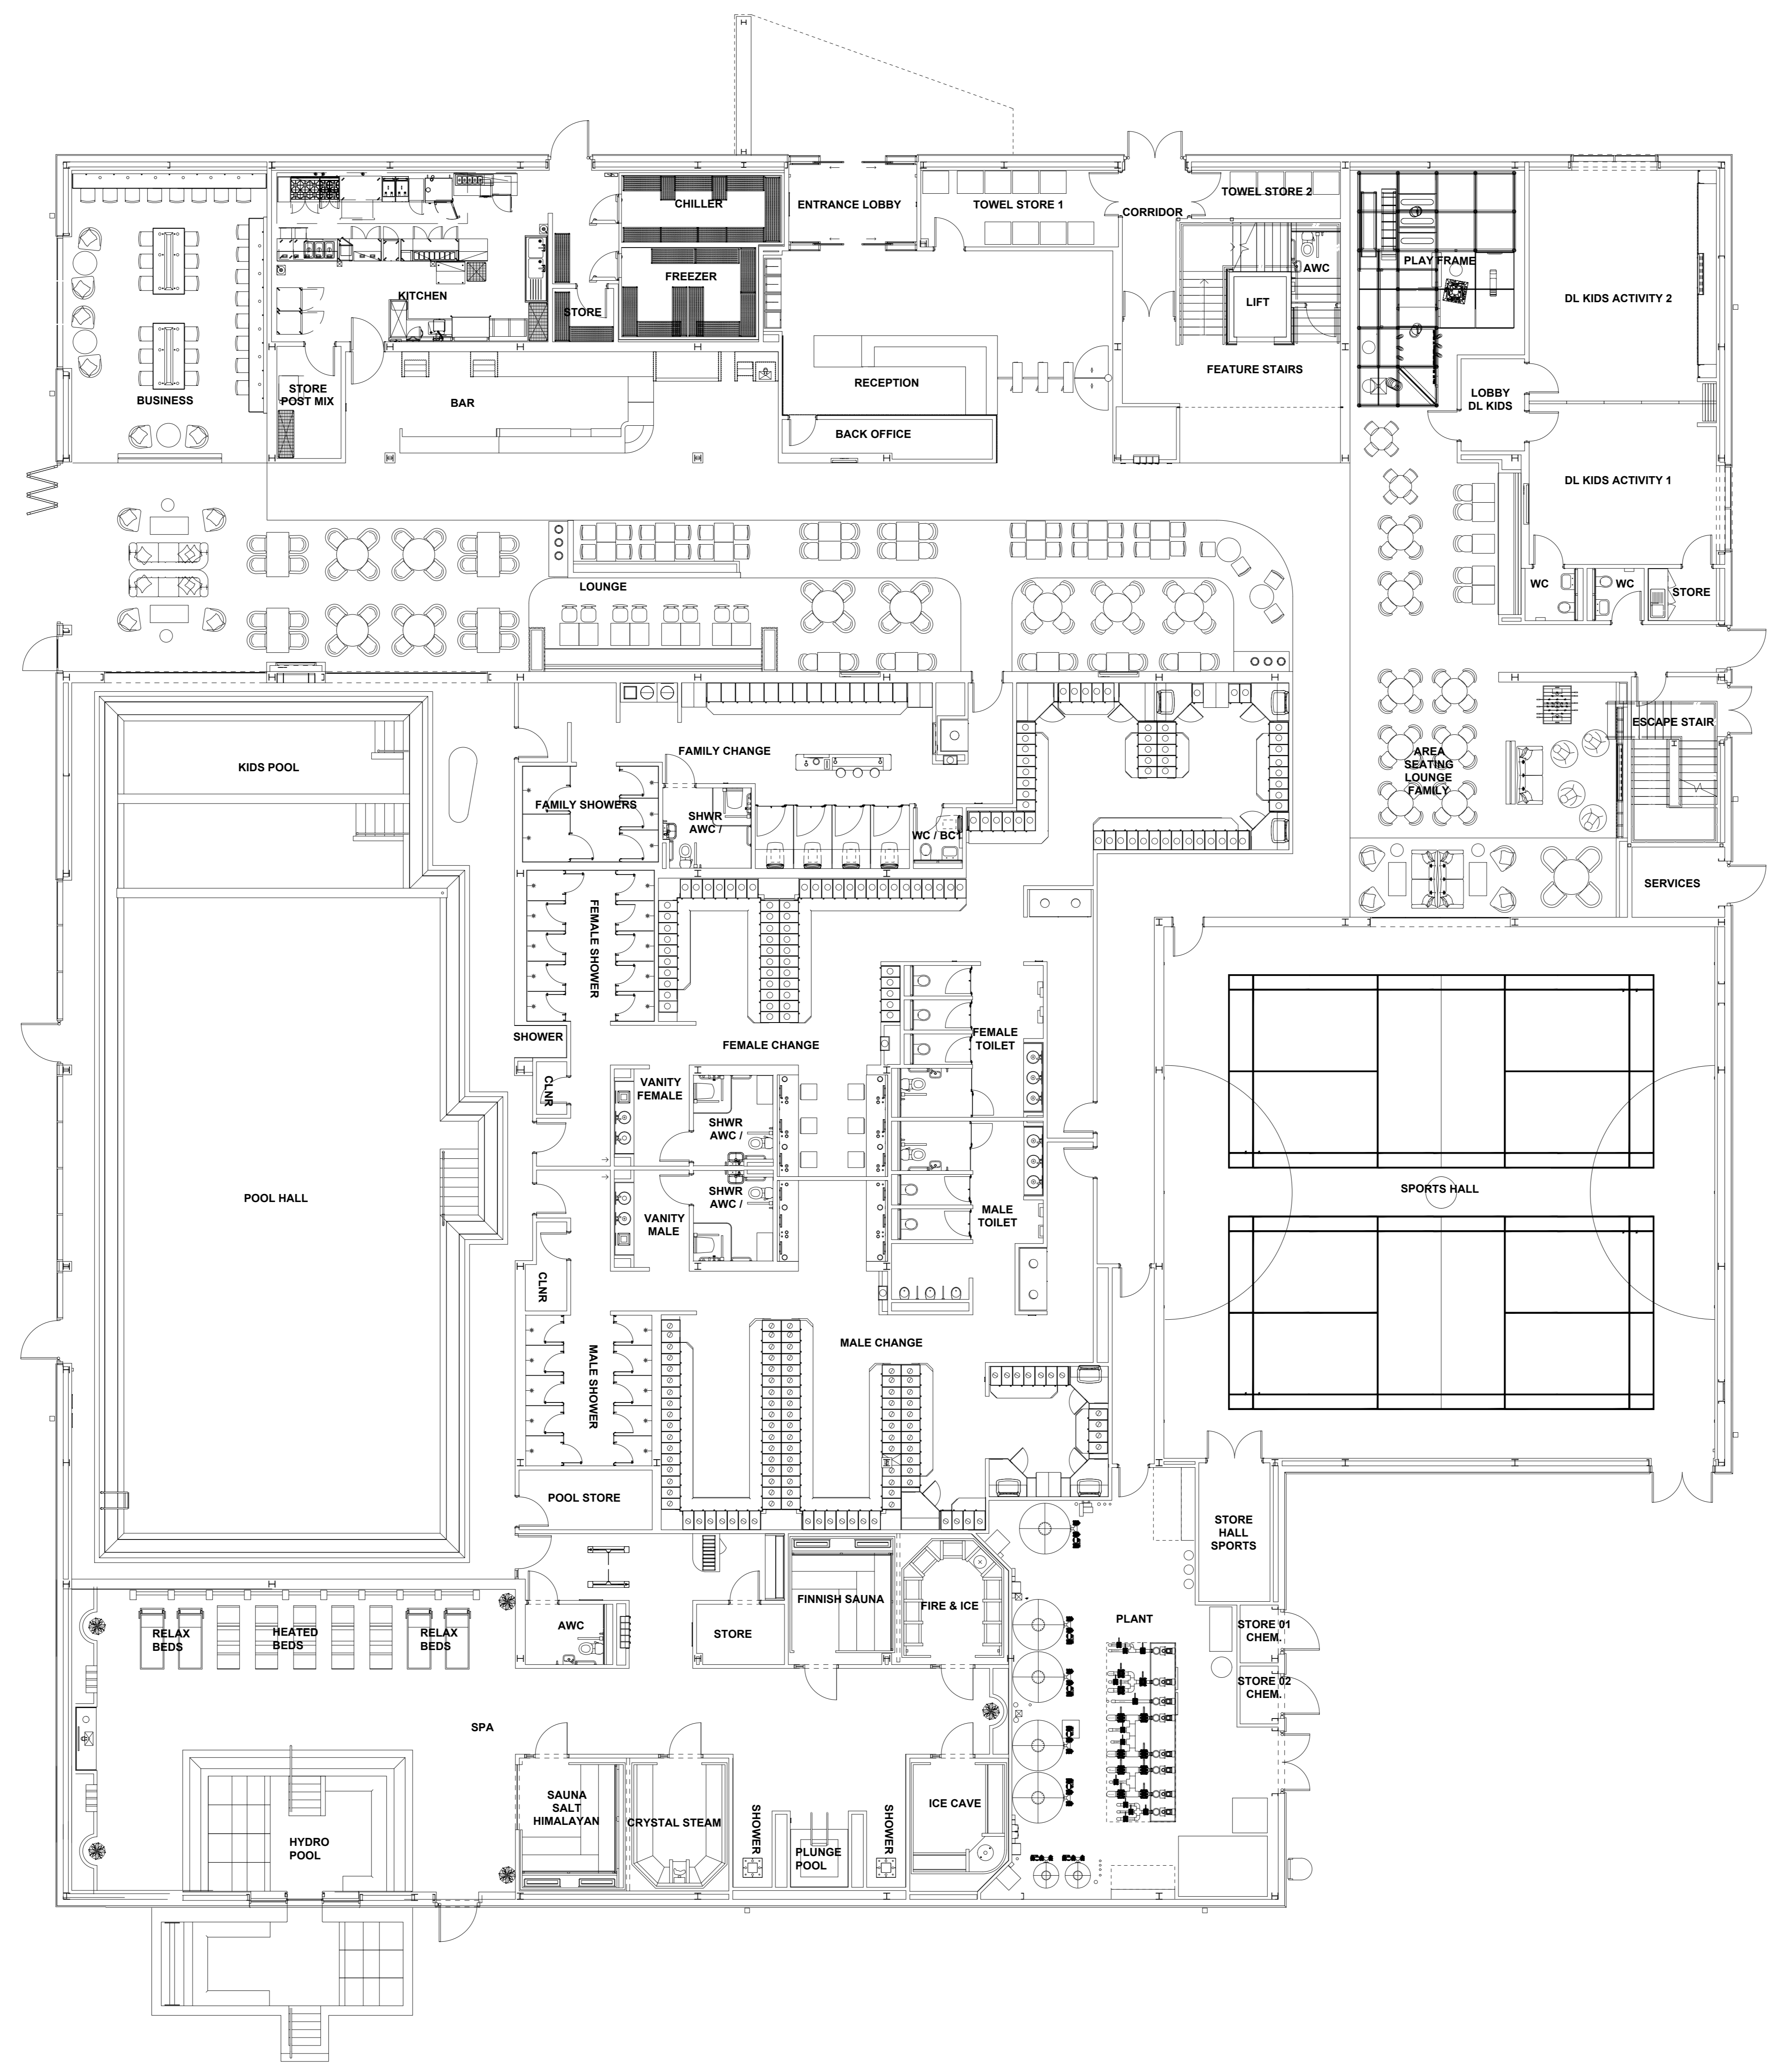 CHILLER
ENTRANCE LOBBY
TOWEL STORE 1
CORRIDOR
TOWEL STORE 2
PLAY FRAME
AWC
FREEZER
KITCHEN
STORE
LIFT
DL KIDS ACTIVITY 2
FEATURE STAIRS
RECEPTION
STORE
POST MIX
BUSINESS
BAR
LOBBY
DL KIDS
BACK OFFICE
DL KIDS ACTIVITY 1
LOUNGE
WC
WC
STORE
ESCAPE STAIR
FAMILY CHANGE
KIDS POOL
AREA
SEATING
LOUNGE
FAMILY
FAMILY SHOWERS
SHWR
AWC /
WC / BC1
SERVICES
FEMALE SHOWER
SHOWER
FEMALE CHANGE
FEMALE
TOILET
CLNR
VANITY
FEMALE
SHWR
AWC /
POOL HALL
SHWR
AWC /
SPORTS HALL
VANITY
MALE
MALE
TOILET
CLNR
MALE CHANGE
MALE SHOWER
POOL STORE
STORE
HALL
SPORTS
FINNISH SAUNA
FIRE & ICE
PLANT
RELAX
BEDS
HEATED
BEDS
RELAX
BEDS
AWC
STORE
STORE 01
CHEM.
STORE 02
CHEM.
SPA
SAUNA
SALT
HIMALAYAN
CRYSTAL STEAM
SHOWER
PLUNGE
POOL
SHOWER
ICE CAVE
HYDRO
POOL